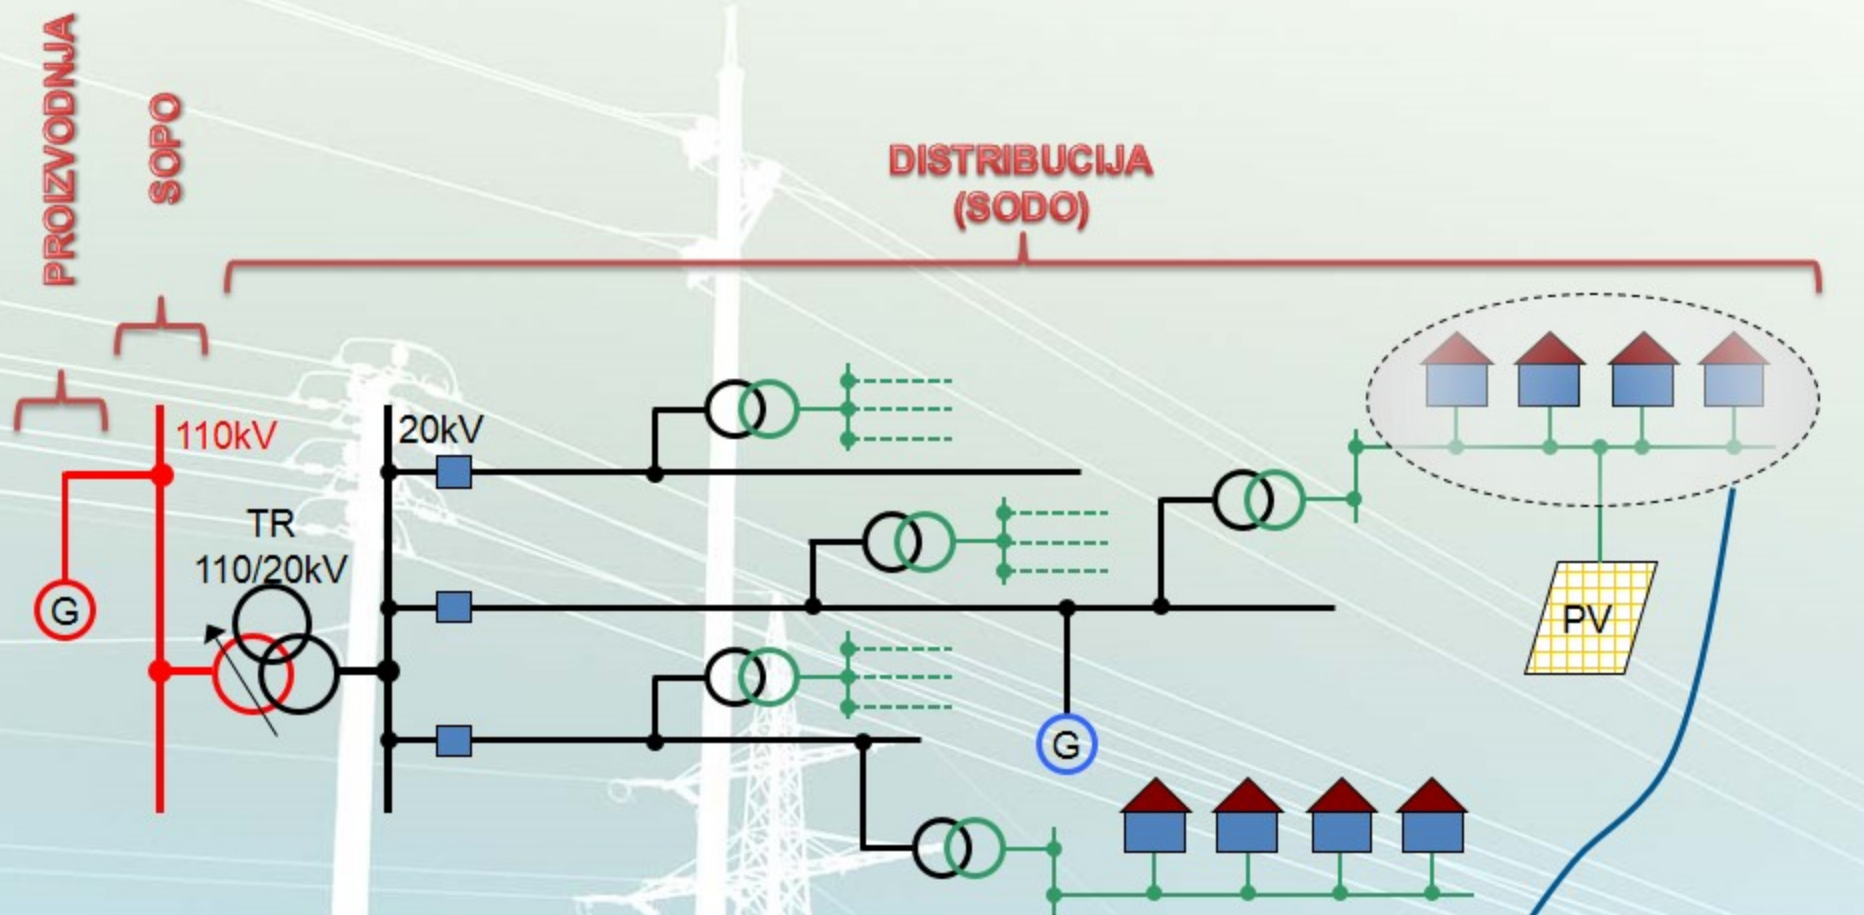 PROIZVODNJA
SOPO
DISTRIBUCIJA
(SODO)
110kV
20kV
TR
110/20kV
G
G
PV